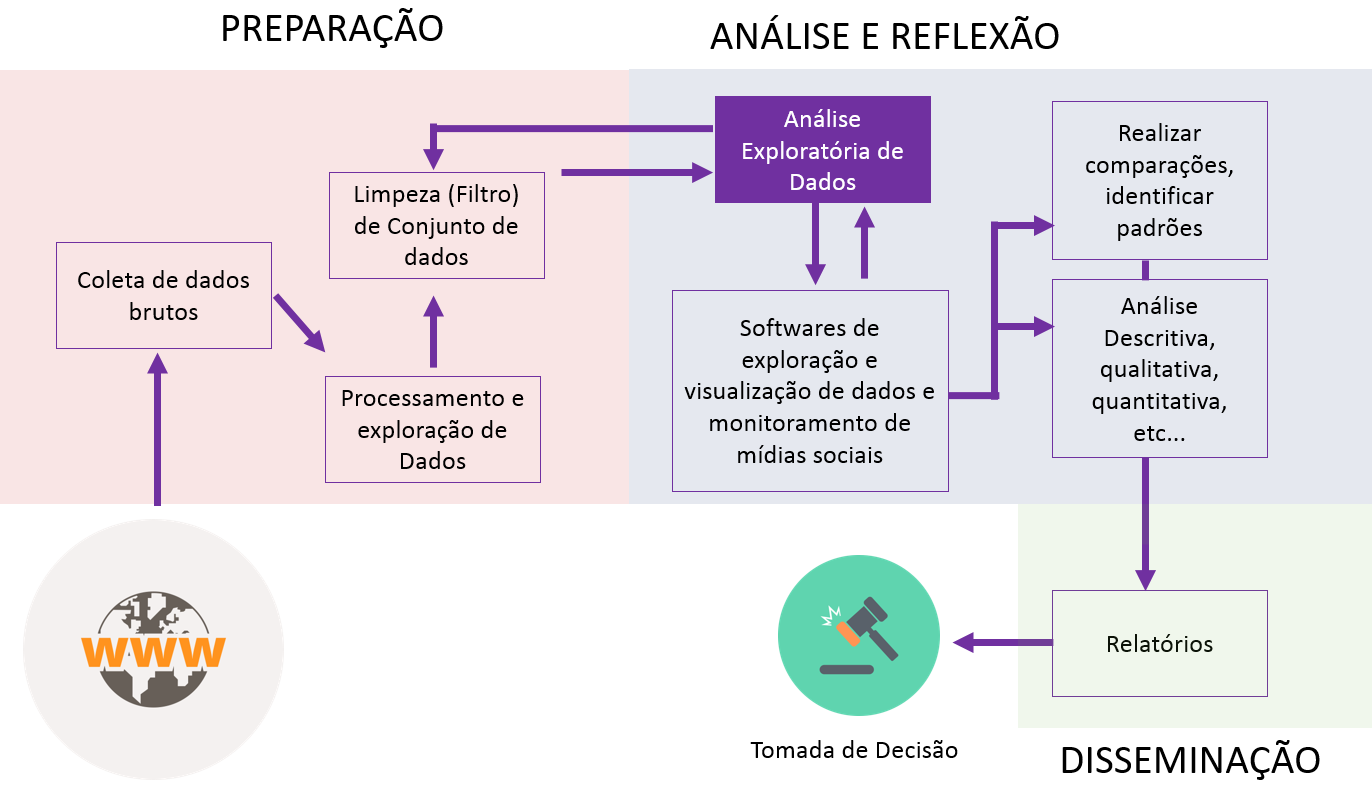 PREPARAÇÃO
ANÁLISE E REFLEXÃO
Coleta de dados
brutos
Processamento e
exploração de
Dados
Limpeza (Filtro)
de Conjunto de
dados
Análise
Exploratória de
Dados
Softwares de
exploração e
visualização de dados e
monitoramento de
mídias sociais
Realizar
comparações,
identificar
padrões
Análise
Descritiva,
qualitativa,
quantitativa,
etc...
Relatórios
www
Tomada de Decisão
DISSEMINAÇÃO